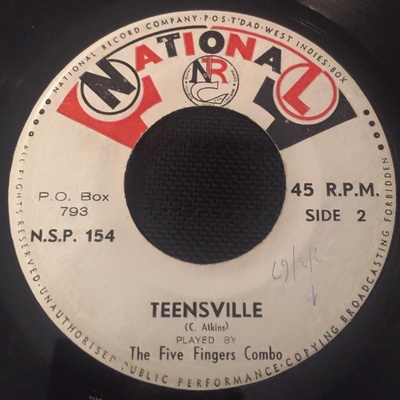 NATIONAL RECORD COMPANY-P·O·S·T'DAD-WEST INDIES-BOX
NATIONAL
NRC
P.O. Box
793
45 R.P.M.
N.S.P. 154
SIDE 2
TEENSVILLE
(C. Atkins)
PLAYED BY
The Five Fingers Combo
ALL RIGHTS RESERVED-UNAUTHORISED PUBLIC PERFORMANCE-COPYING BROADCASTING FORBIDDEN